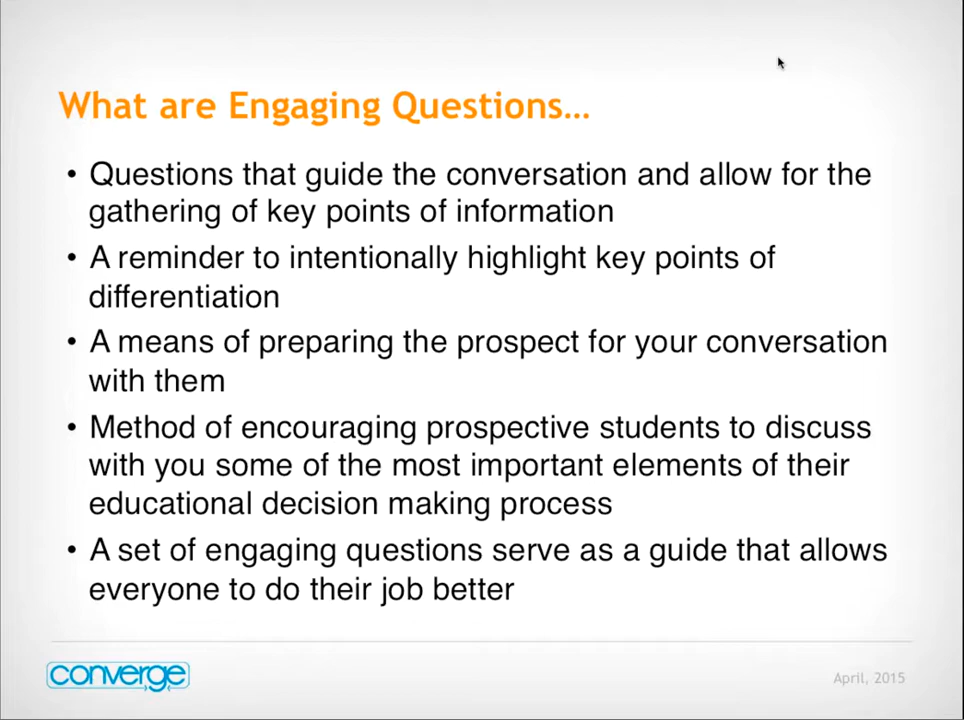 What are Engaging Questions…
• Questions that guide the conversation and allow for the
gathering of key points of information
• A reminder to intentionally highlight key points of
differentiation
• A means of preparing the prospect for your conversation
with them
• Method of encouraging prospective students to discuss
with you some of the most important elements of their
educational decision making process
• A set of engaging questions serve as a guide that allows
everyone to do their job better
converge
April, 2015